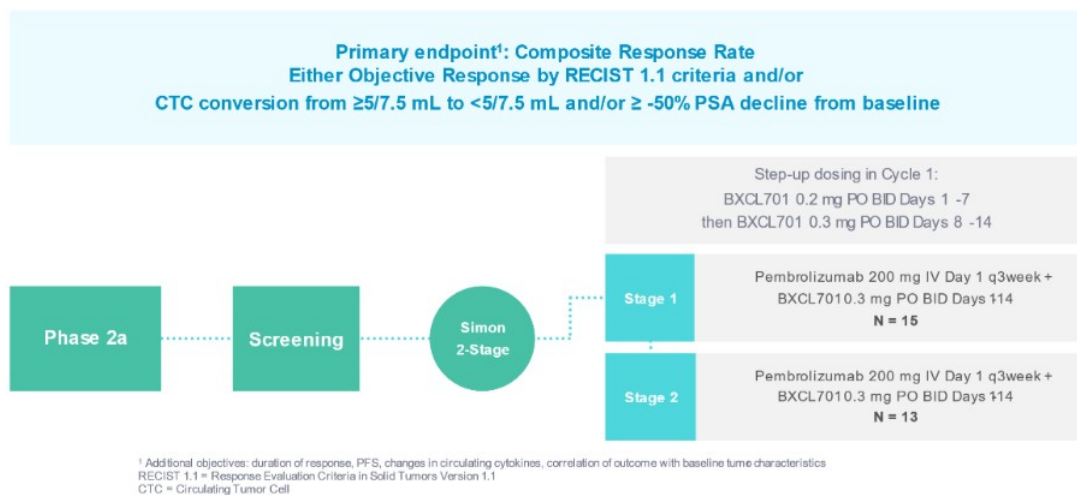 Primary endpoint¹: Composite Response Rate
Either Objective Response by RECIST 1.1 criteria and/or
CTC conversion from ≥5/7.5 mL to <5/7.5 mL and/or ≥ -50% PSA decline from baseline
Step-up dosing in Cycle 1:
BXCL701 0.2 mg PO BID Days 1 -7
then BXCL701 0.3 mg PO BID Days 8 -14
Phase 2a
Screening
Simon
2-Stage
Stage 1
Pembrolizumab 200 mg IV Day 1 q3week +
BXCL701 0.3 mg PO BID Days 1-14
N = 15
Stage 2
Pembrolizumab 200 mg IV Day 1 q3week +
BXCL701 0.3 mg PO BID Days 1-14
N = 13
¹ Additional objectives: duration of response, PFS, changes in circulating cytokines, correlation of outcome with baseline tumo characteristics
RECIST 1.1 = Response Evaluation Criteria in Solid Tumors Version 1.1
CTC = Circulating Tumor Cell